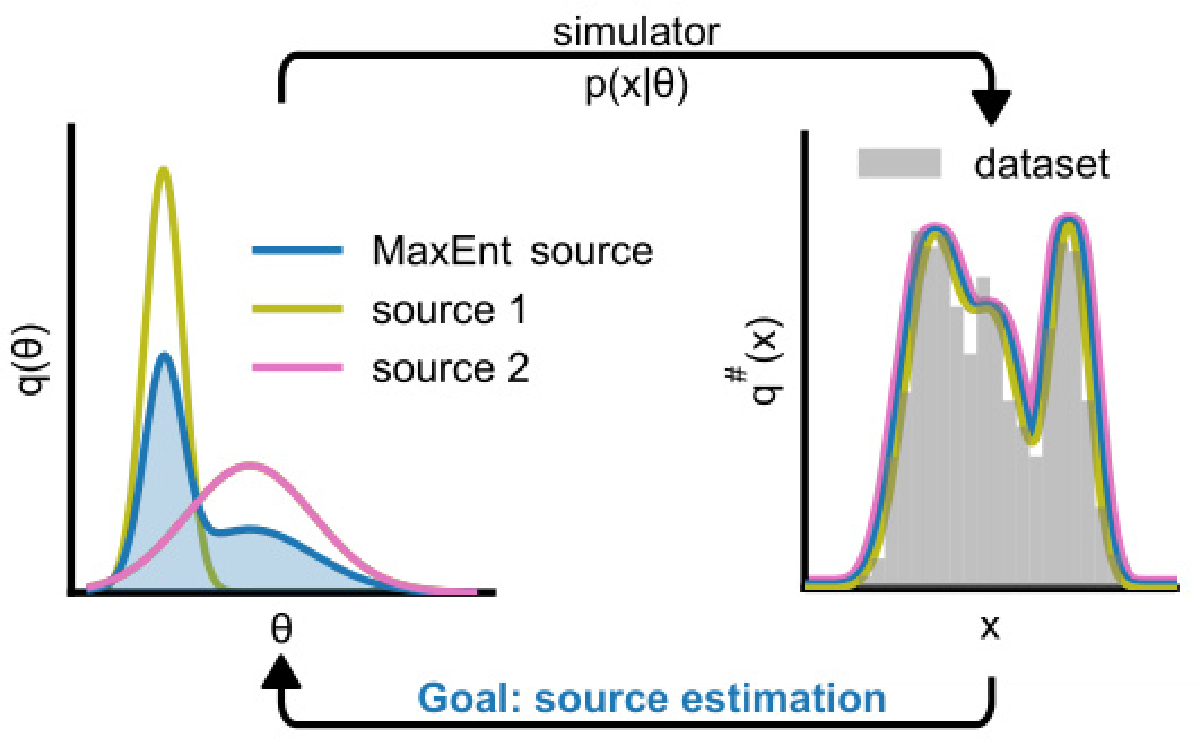 simulator
p(x|θ)
dataset
MaxEnt source
source 1
source 2
q(θ)
q#(x)
θ
x
Goal: source estimation